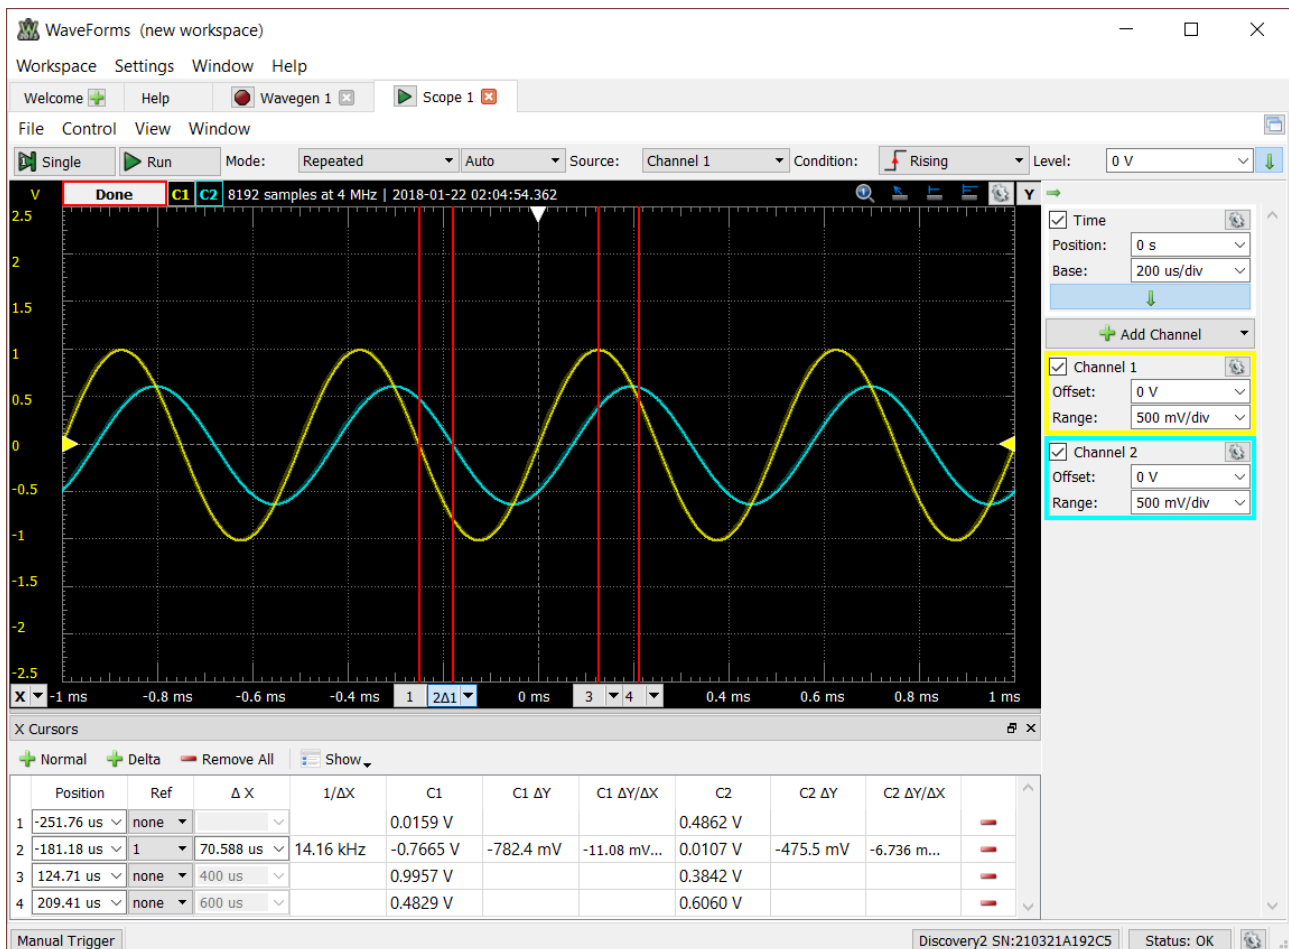 WaveForms (new workspace)
Workspace Settings Window Help
Welcome Help Wavegen 1 Scope 1
File Control View Window
Single Run Mode: Repeated Auto Source: Channel 1 Condition: Rising Level: 0 V
V Done C1 C2 8192 samples at 4 MHz | 2018-01-22 02:04:54.362 Y
2.5
2
1.5
1
0.5
0
-0.5
-1
-1.5
-2
-2.5
X -1 ms -0.8 ms -0.6 ms -0.4 ms 1 2Δ1 0 ms 3 4 0.4 ms 0.6 ms 0.8 ms 1 ms
Time
Position: 0 s
Base: 200 us/div
Add Channel
Channel 1
Offset: 0 V
Range: 500 mV/div
Channel 2
Offset: 0 V
Range: 500 mV/div
X Cursors
Normal Delta Remove All Show
Position Ref Δ X 1/ΔX C1 C1 ΔY C1 ΔY/ΔX C2 C2 ΔY C2 ΔY/ΔX
1 -251.76 us none 0.0159 V 0.4862 V
2 -181.18 us 1 70.588 us 14.16 kHz -0.7665 V -782.4 mV -11.08 mV... 0.0107 V -475.5 mV -6.736 m...
3 124.71 us none 400 us 0.9957 V 0.3842 V
4 209.41 us none 600 us 0.4829 V 0.6060 V
Manual Trigger Discovery2 SN:210321A192C5 Status: OK